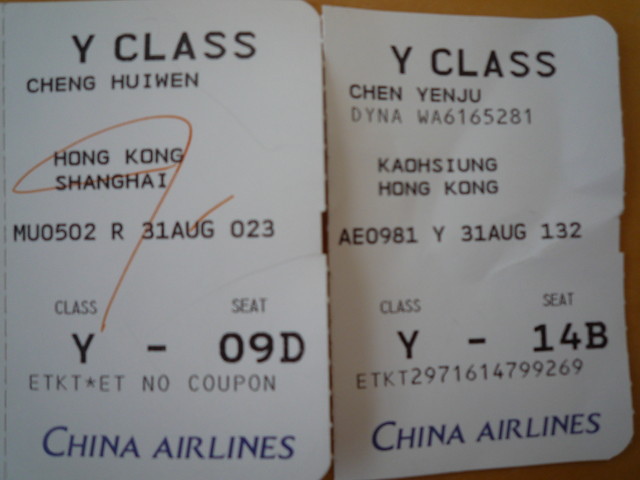 Y CLASS
CHENG HUIWEN
HONG KONG
SHANGHAI
MU0502 R 31AUG 023
CLASS SEAT
Y - 09D
ETKT*ET NO COUPON
CHINA AIRLINES
Y CLASS
CHEN YENJU
DYNA WA6165281
KAOHSIUNG
HONG KONG
AE0981 Y 31AUG 132
CLASS SEAT
Y - 14B
ETKT2971614799269
CHINA AIRLINES